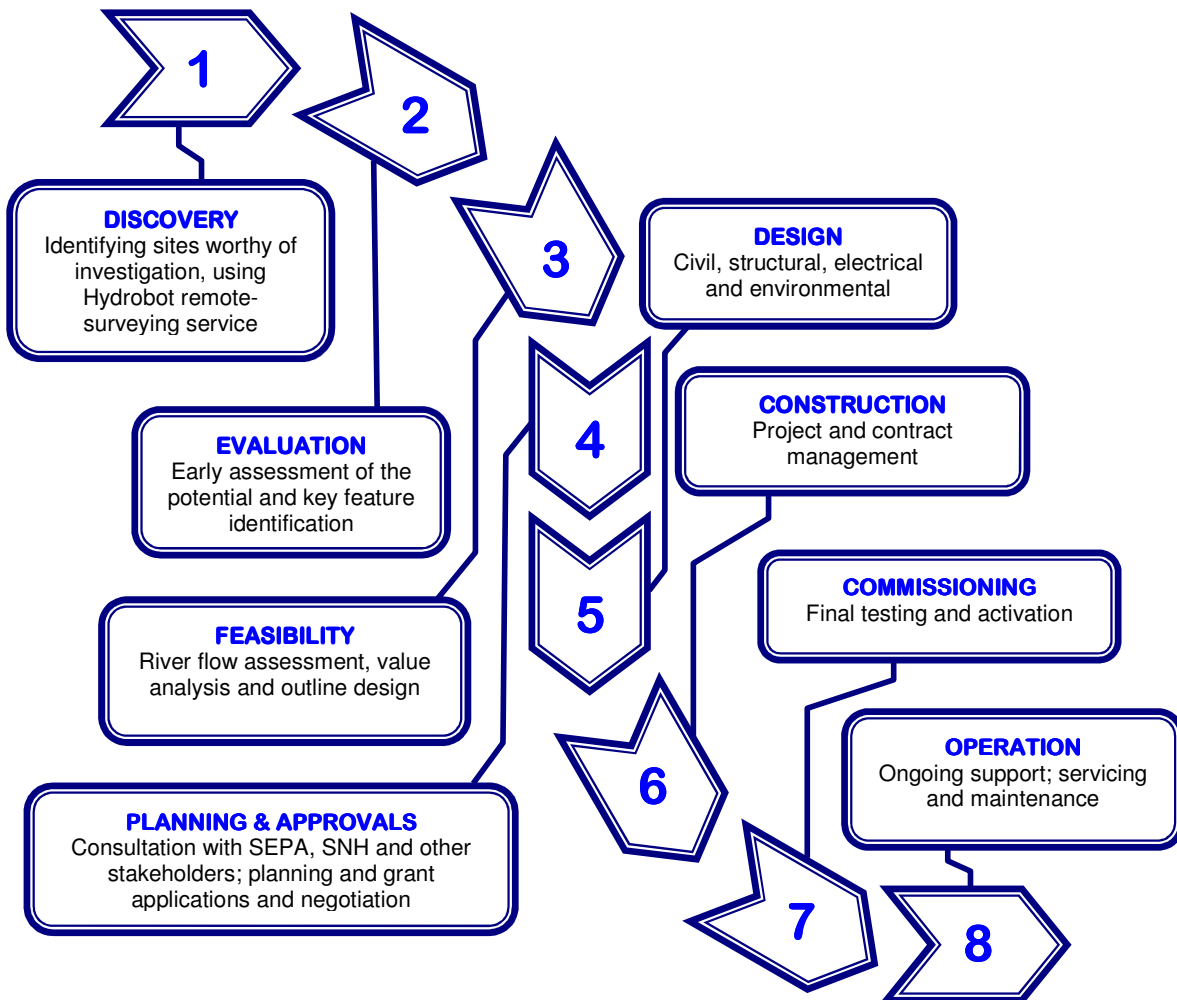 1
DISCOVERY
Identifying sites worthy of
investigation, using
Hydrobot remote-
surveying service
2
EVALUATION
Early assessment of the
potential and key feature
identification
3
FEASIBILITY
River flow assessment, value
analysis and outline design
4
PLANNING & APPROVALS
Consultation with SEPA, SNH and other
stakeholders; planning and grant
applications and negotiation
5
DESIGN
Civil, structural, electrical
and environmental
6
CONSTRUCTION
Project and contract
management
7
COMMISSIONING
Final testing and activation
8
OPERATION
Ongoing support; servicing
and maintenance